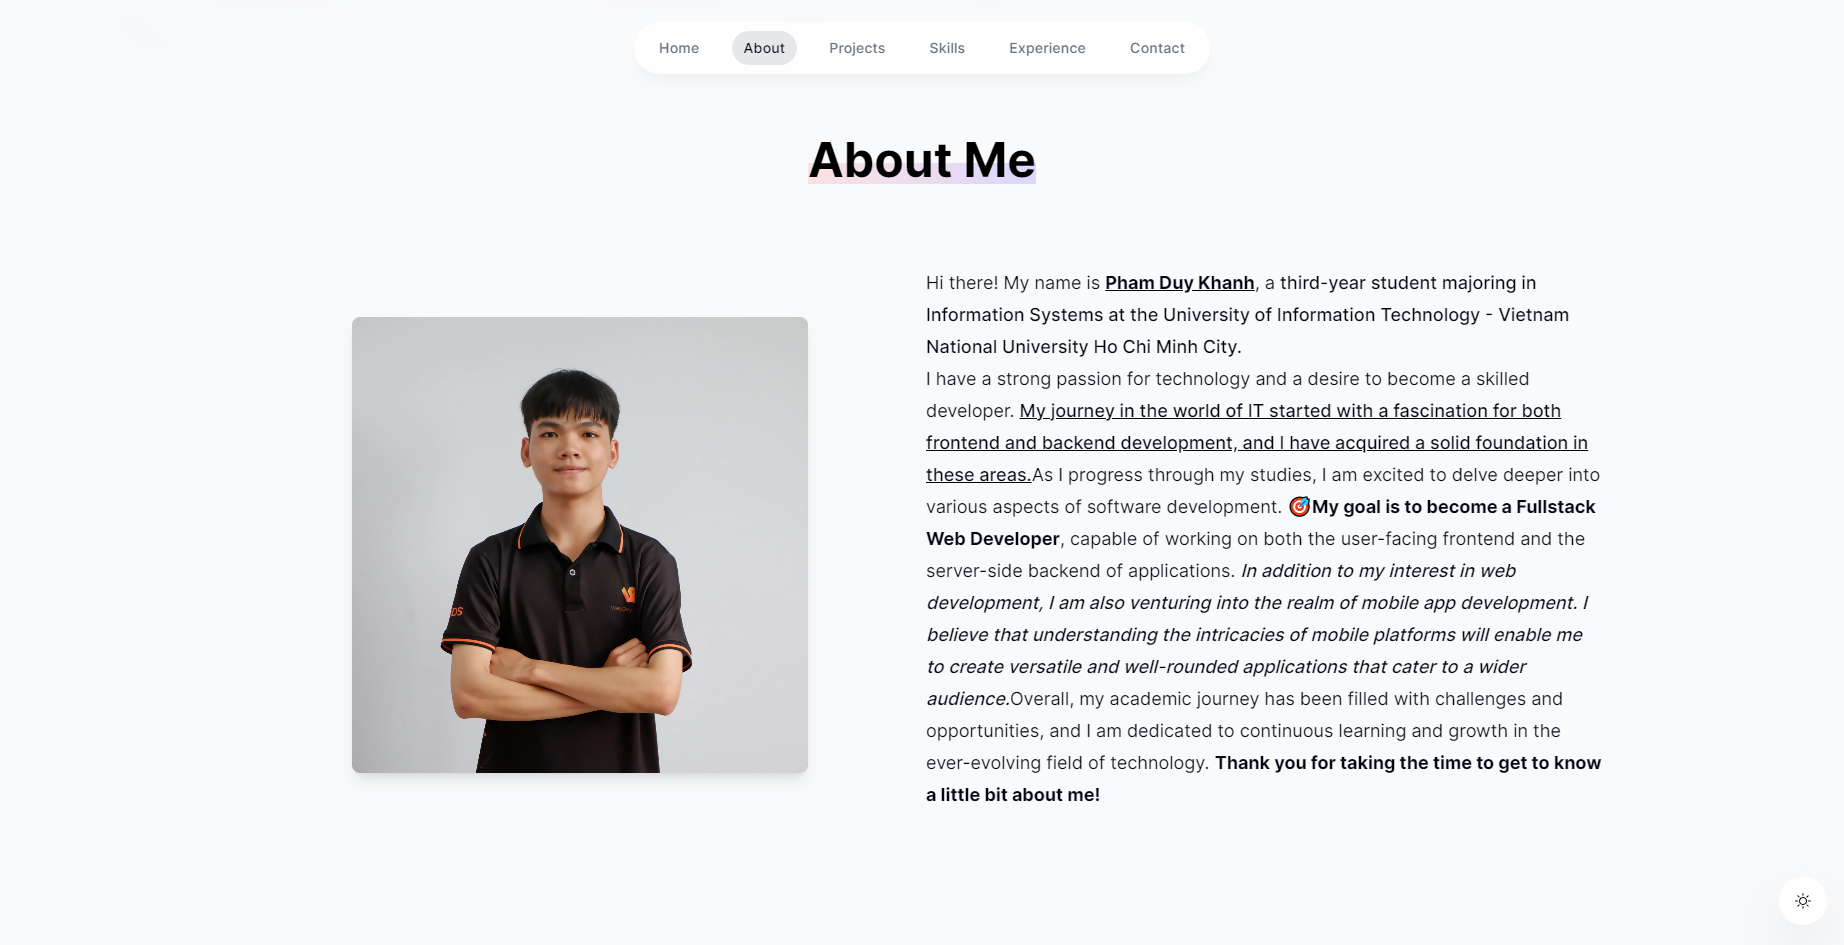 Home About Projects Skills Experience Contact
About Me
Hi there! My name is Pham Duy Khanh, a third-year student majoring in
Information Systems at the University of Information Technology - Vietnam
National University Ho Chi Minh City.
I have a strong passion for technology and a desire to become a skilled
developer. My journey in the world of IT started with a fascination for both
frontend and backend development, and I have acquired a solid foundation in
these areas.As I progress through my studies, I am excited to delve deeper into
various aspects of software development. 🎯My goal is to become a Fullstack
Web Developer, capable of working on both the user-facing frontend and the
server-side backend of applications. In addition to my interest in web
development, I am also venturing into the realm of mobile app development. I
believe that understanding the intricacies of mobile platforms will enable me
to create versatile and well-rounded applications that cater to a wider
audience.Overall, my academic journey has been filled with challenges and
opportunities, and I am dedicated to continuous learning and growth in the
ever-evolving field of technology. Thank you for taking the time to get to know
a little bit about me!